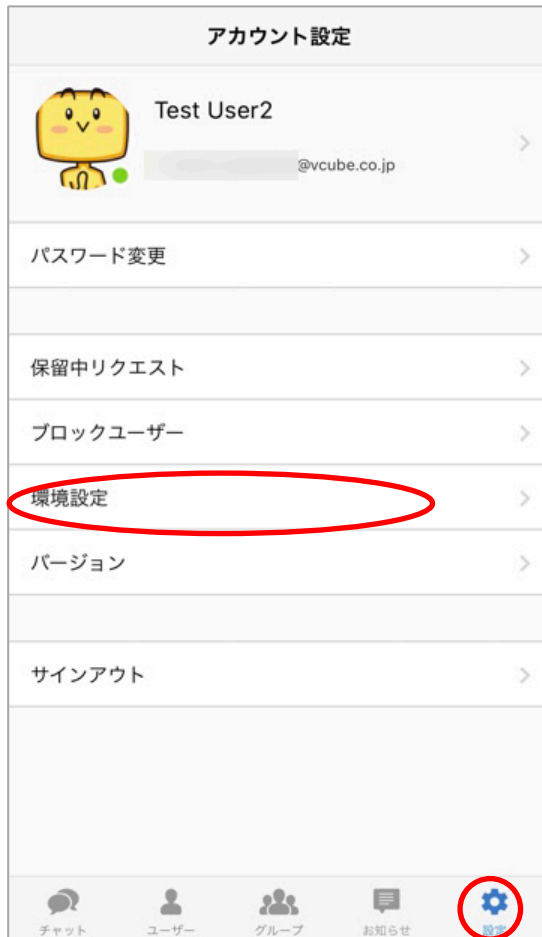 アカウント設定
Test User2
@vcube.co.jp
パスワード変更
保留中リクエスト
ブロックユーザー
環境設定
バージョン
サインアウト
チャット
ユーザー
グループ
お知らせ
設定